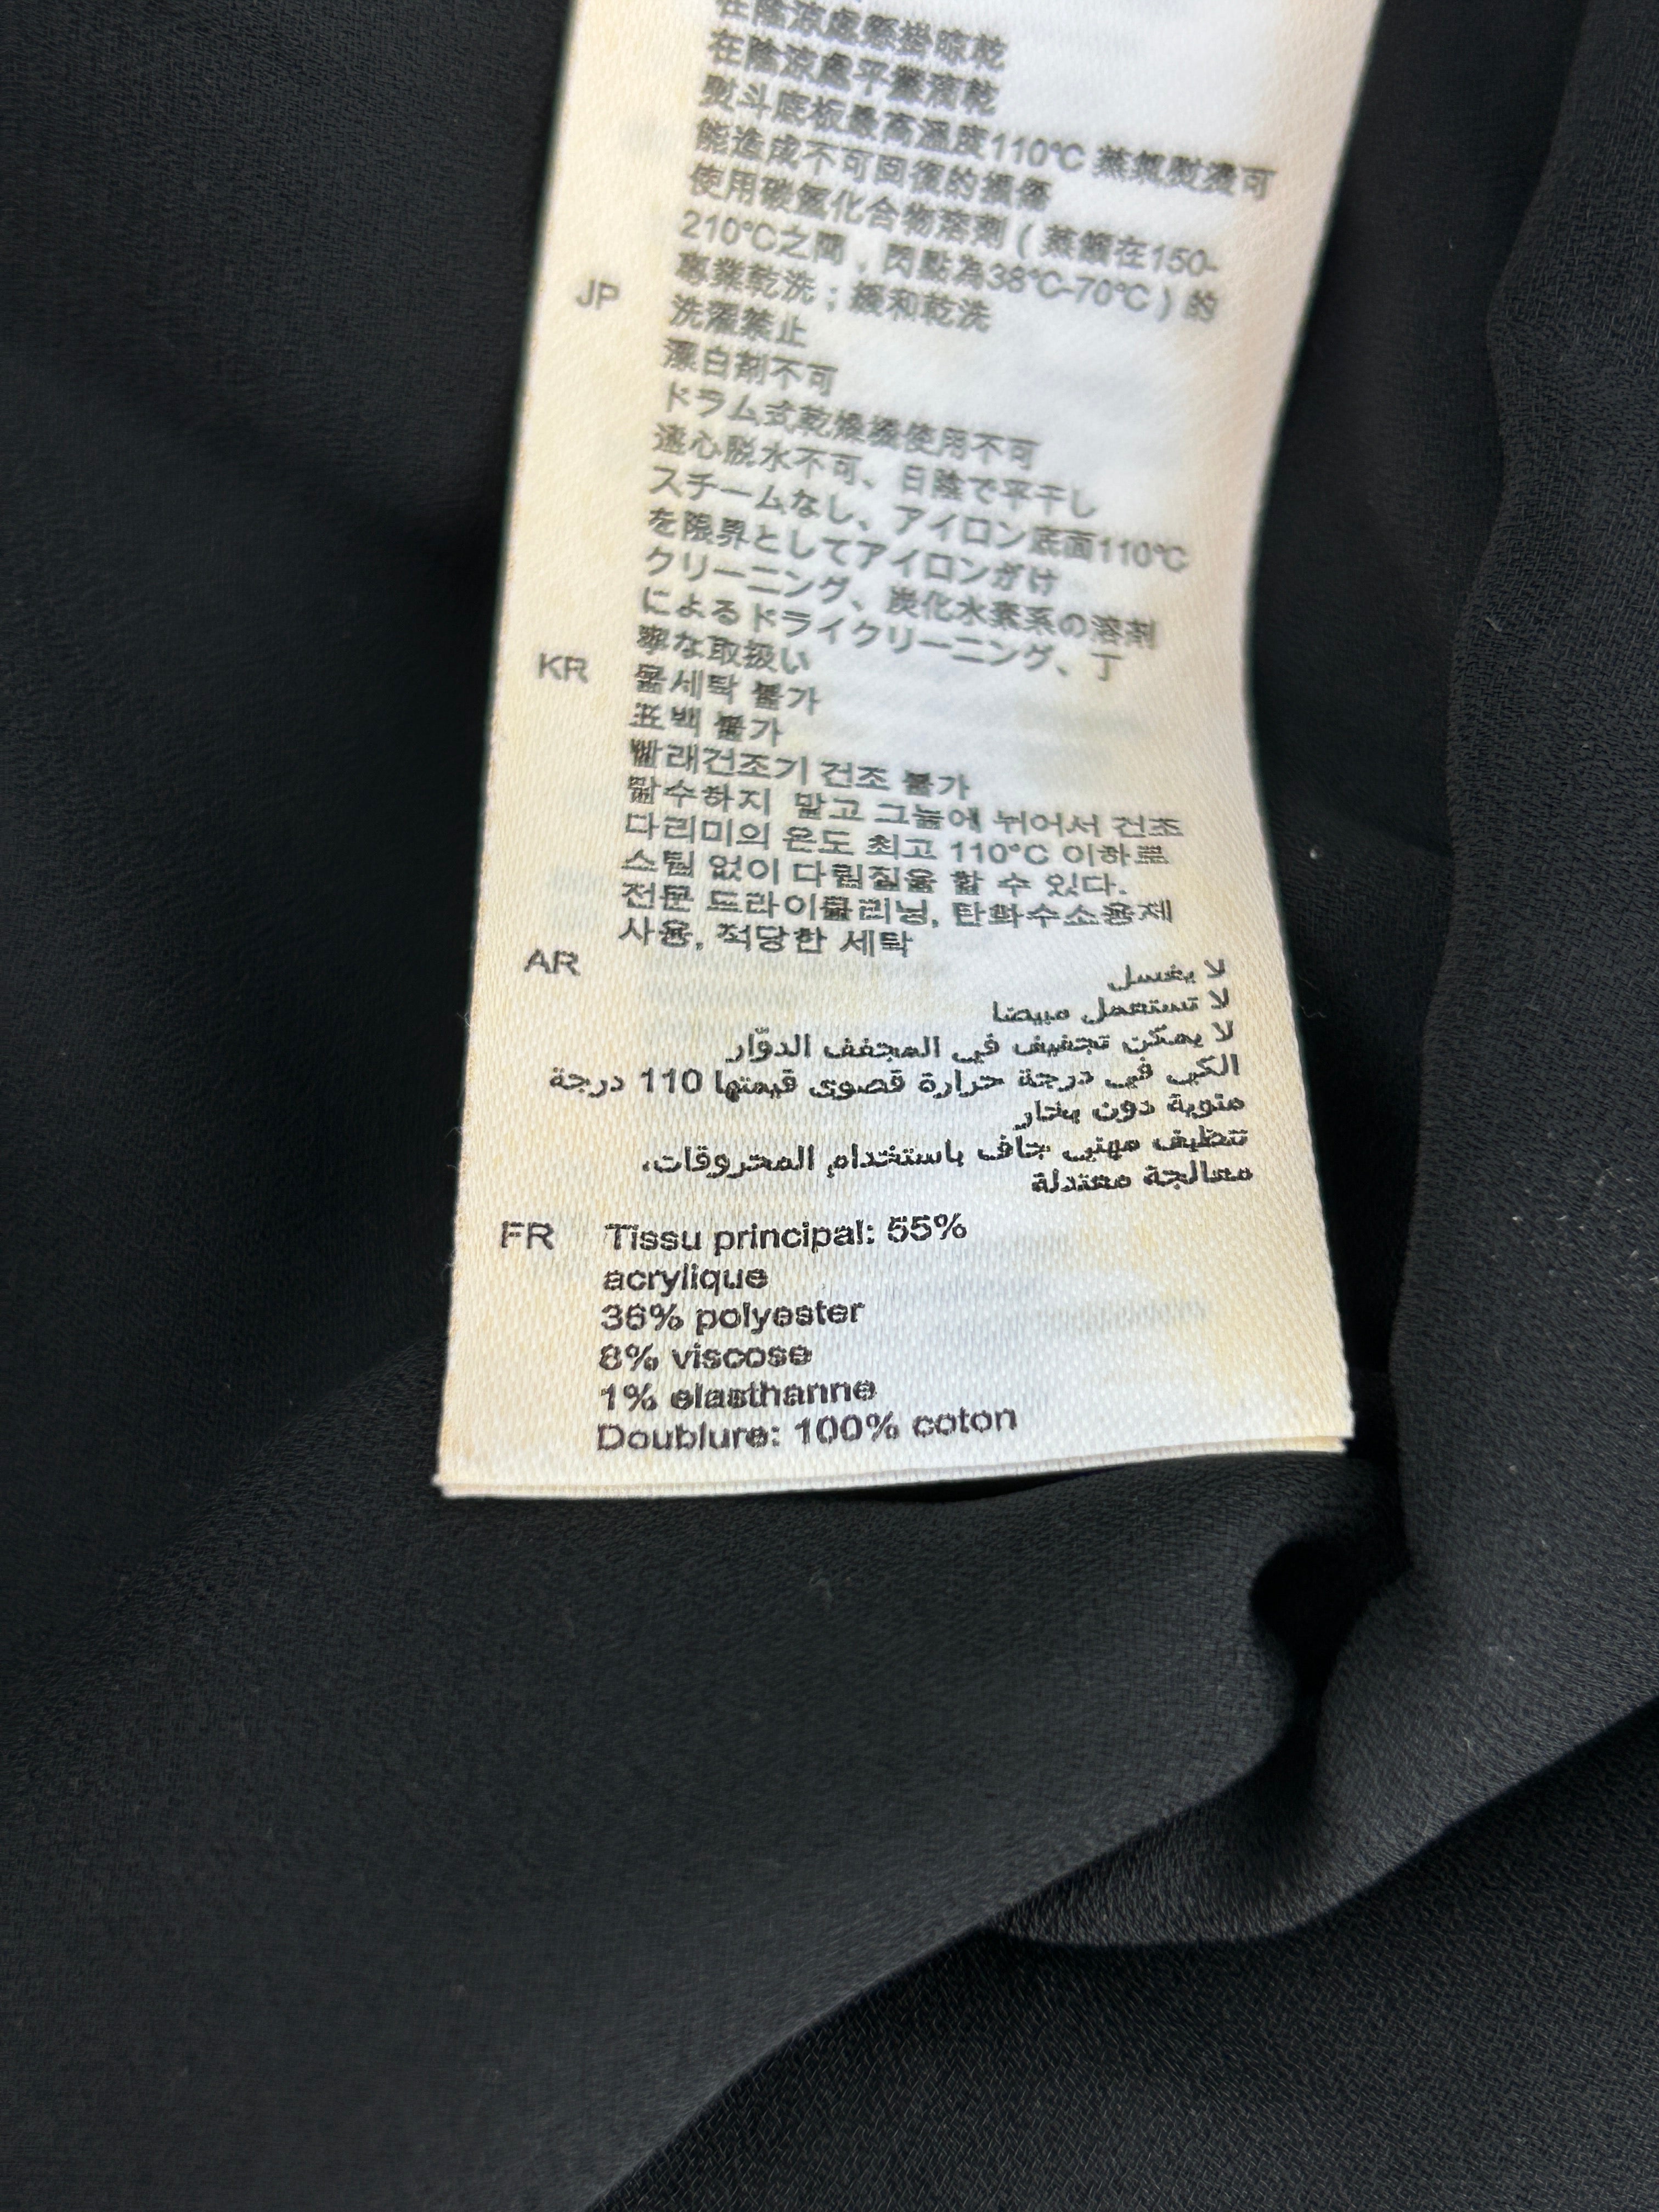 在陰涼處懸掛晾乾
在陰涼處平攤滴乾
熨斗底板最高溫度110°C 蒸氣熨燙可
能造成不可回復的損傷
使用碳氫化合物溶劑 ( 蒸餾在150-
210°C之間 , 閃點為38°C-70°C ) 的
專業乾洗 ; 緩和乾洗
JP 洗濯禁止
漂白剤不可
ドラム式乾燥機使用不可
遠心脱水不可、日陰で平干し
スチームなし、アイロン底面110°C
を限界としてアイロンがけ
クリーニング、炭化水素系の溶剤
によるドライクリーニング、丁
寧な取扱い
KR 물세탁 불가
표백 불가
빨래건조기 건조 불가
탈수하지 말고 그늘에 뉘어서 건조
다리미의 온도 최고 110°C 이하로
스팀 없이 다림질을 할 수 있다.
전문 드라이클리닝, 탄화수소용제
사용, 적당한 세탁
AR لا يغسل
لا تستعمل مبيضا
لا يمكن تجفيف في المجفف الدوّار
الكي في درجة حرارة قصوى قيمتها 110 درجة
مئوية دون بخار
تنظيف مهني جاف باستخدام المحروقات،
معالجة معتدلة
FR Tissu principal: 55%
acrylique
36% polyester
8% viscose
1% elasthanne
Doublure: 100% coton